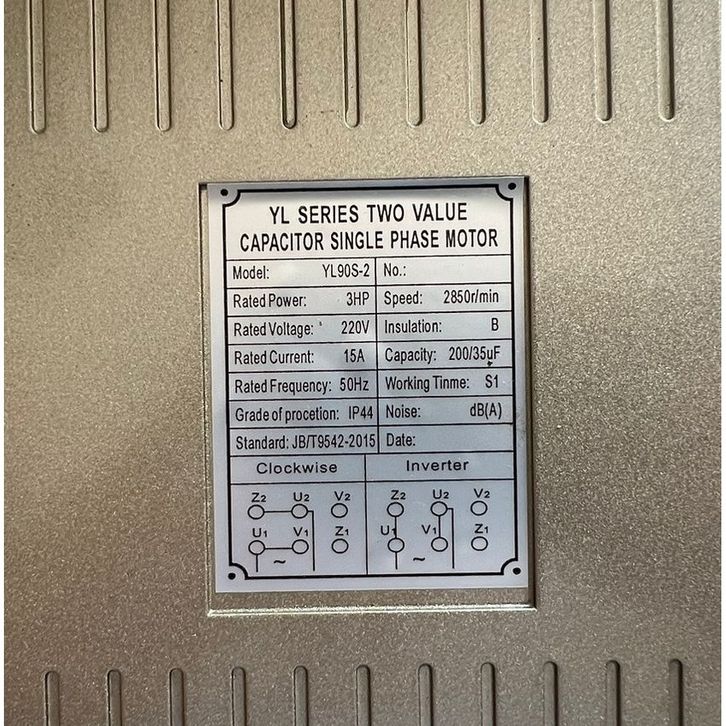 YL SERIES TWO VALUE
CAPACITOR SINGLE PHASE MOTOR
Model: YL90S-2 No.:
Rated Power: 3HP Speed: 2850r/min
Rated Voltage: 220V Insulation: B
Rated Current: 15A Capacity: 200/35uF
Rated Frequency: 50Hz Working Tinme: S1
Grade of procetion: IP44 Noise: dB(A)
Standard: JB/T9542-2015 Date:
Clockwise Inverter
Z2 U2 V2 Z2 U2 V2
U1 V1 Z1 U1 V1 Z1
~ ~